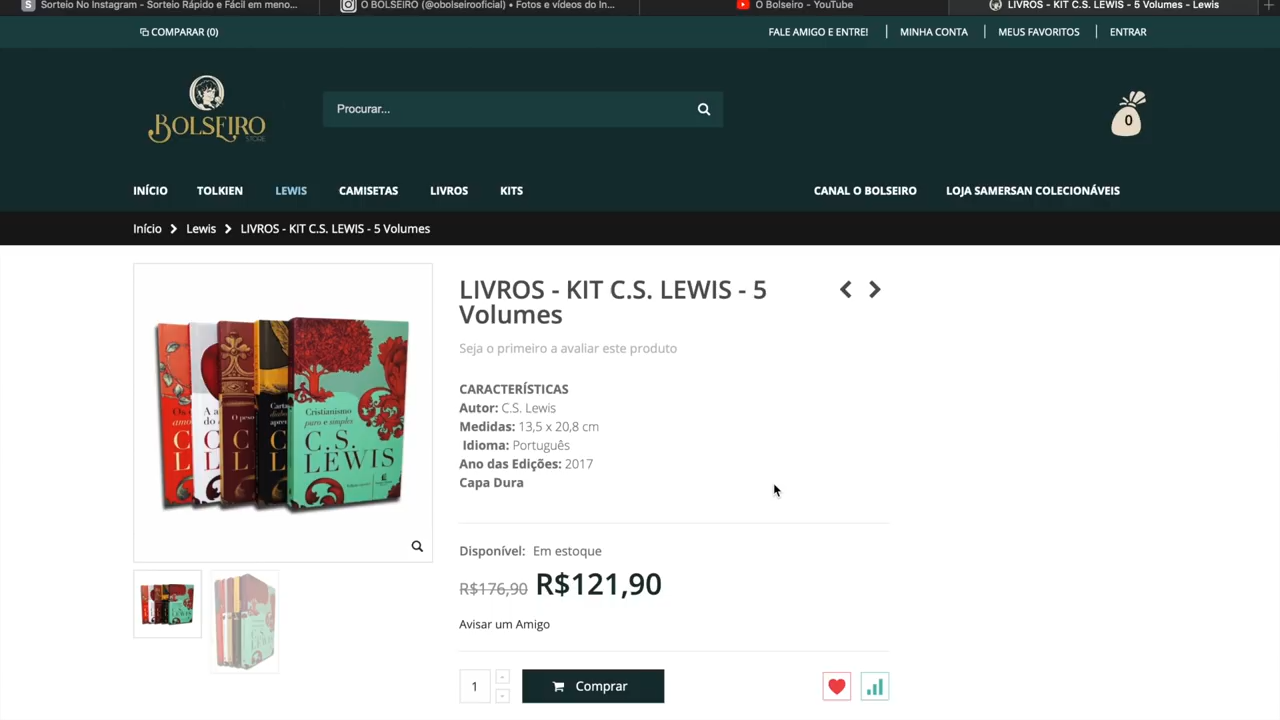 Sorteio No Instagram - Sorteio Rápido e Fácil em meno...
O BOLSEIRO (@obolseirooficial) • Fotos e vídeos do In...
O Bolseiro - YouTube
LIVROS - KIT C.S. LEWIS - 5 Volumes - Lewis
COMPARAR (0)
FALE AMIGO E ENTRE!
MINHA CONTA
MEUS FAVORITOS
ENTRAR
BOLSEIRO
STORE
Procurar...
0
INÍCIO
TOLKIEN
LEWIS
CAMISETAS
LIVROS
KITS
CANAL O BOLSEIRO
LOJA SAMERSAN COLECIONÁVEIS
Início > Lewis > LIVROS - KIT C.S. LEWIS - 5 Volumes
Cristianismo
puro e simples
C.S.
LEWIS
O peso
LIVROS - KIT C.S. LEWIS - 5
Volumes
Seja o primeiro a avaliar este produto
CARACTERÍSTICAS
Autor: C.S. Lewis
Medidas: 13,5 x 20,8 cm
Idioma: Português
Ano das Edições: 2017
Capa Dura
Disponível: Em estoque
R$176,90 R$121,90
Avisar um Amigo
1
Comprar